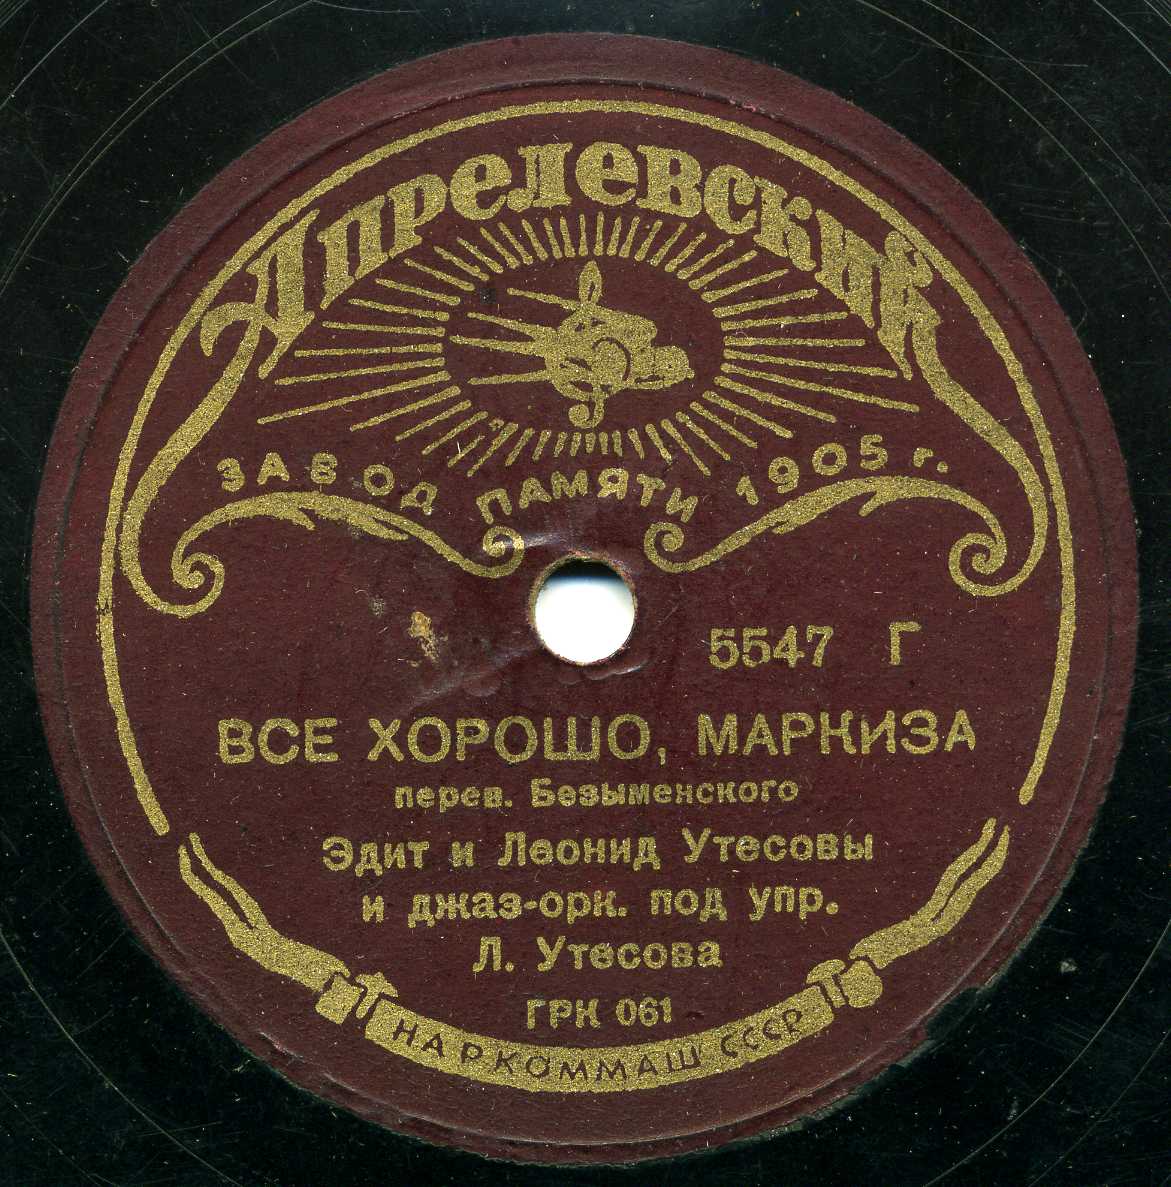 Апрелевский
ЗАВОД ПАМЯТИ 1905 г.
5547 Г
ВСЕ ХОРОШО, МАРКИЗА
перев. Безыменского
Эдит и Леонид Утесовы
и джаз-орк. под упр.
Л. Утесова
ГРК 061
НАРКОММАШ СССР